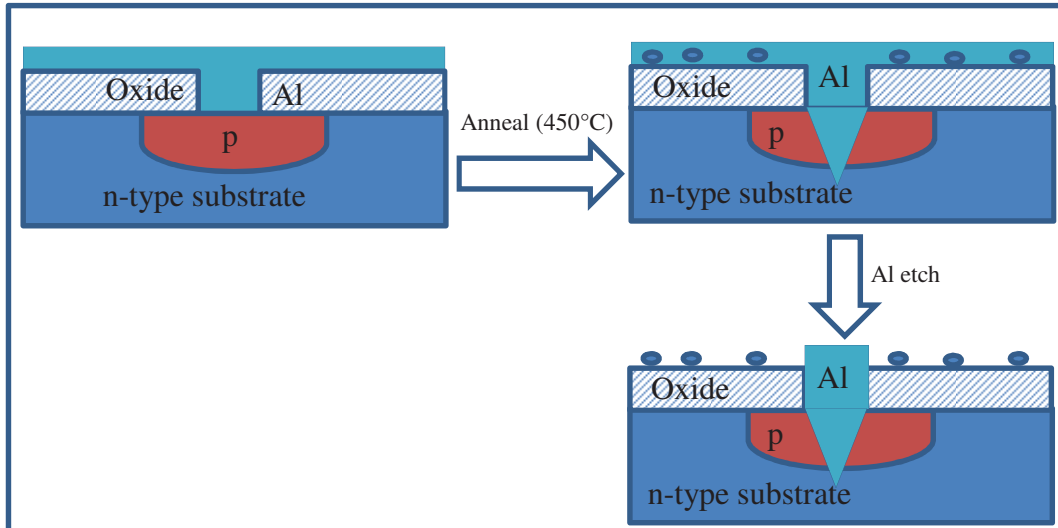 Oxide
Al
p
n-type substrate
Anneal (450°C)
Al
Oxide
p
n-type substrate
Al etch
Al
Oxide
p
n-type substrate